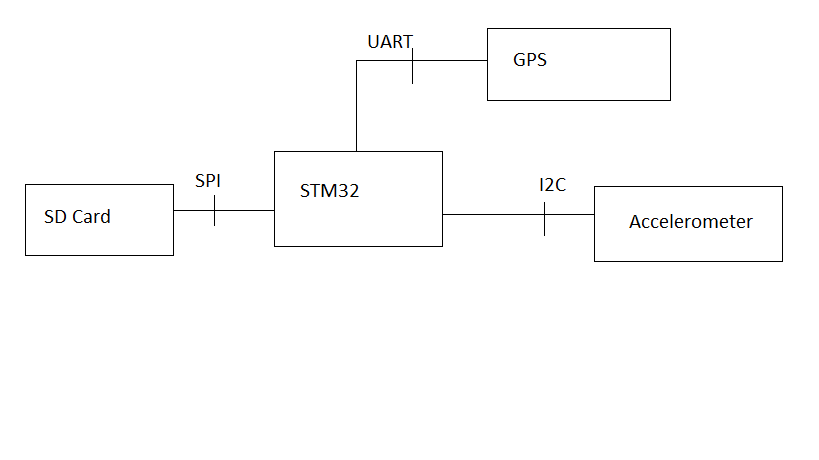 UART
GPS
SPI
STM32
I2C
SD Card
Accelerometer